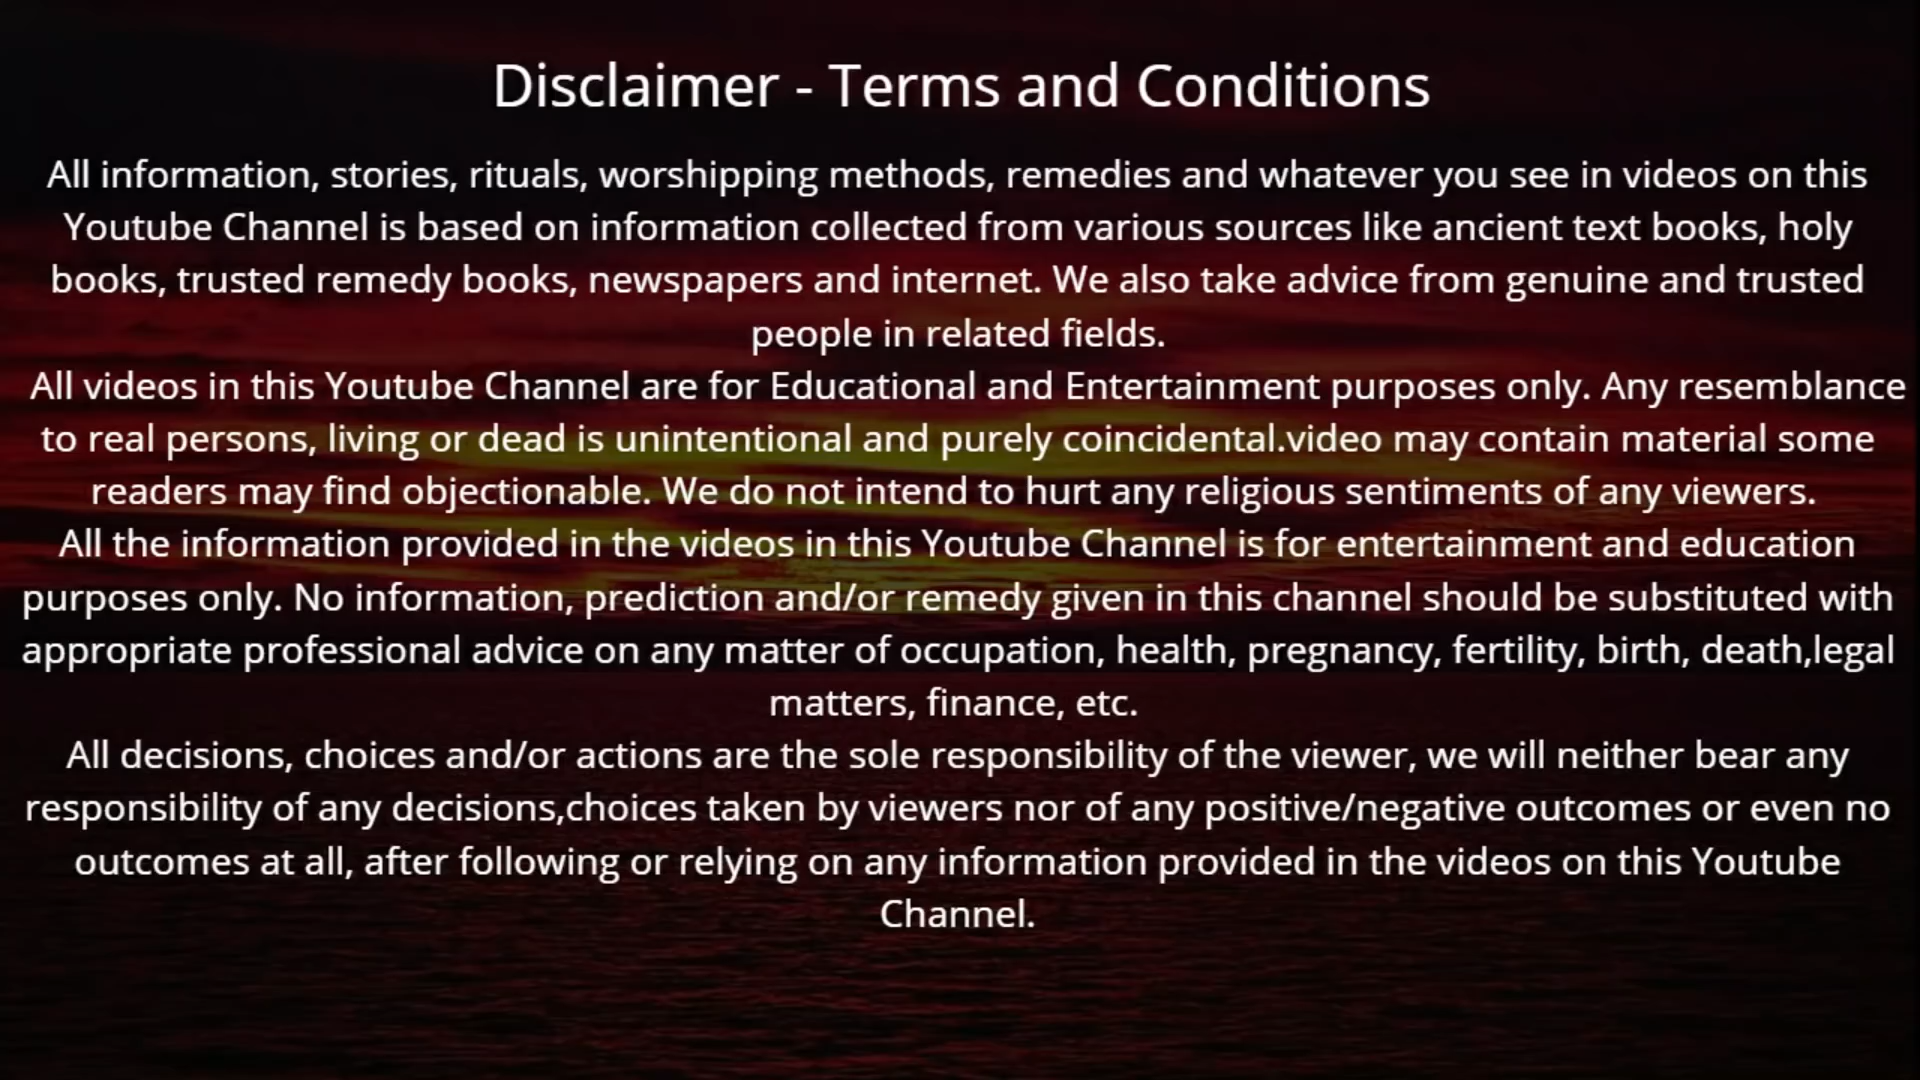 Disclaimer - Terms and Conditions
All information, stories, rituals, worshipping methods, remedies and whatever you see in videos on this
Youtube Channel is based on information collected from various sources like ancient text books, holy
books, trusted remedy books, newspapers and internet. We also take advice from genuine and trusted
people in related fields.
All videos in this Youtube Channel are for Educational and Entertainment purposes only. Any resemblance
to real persons, living or dead is unintentional and purely coincidental.video may contain material some
readers may find objectionable. We do not intend to hurt any religious sentiments of any viewers.
All the information provided in the videos in this Youtube Channel is for entertainment and education
purposes only. No information, prediction and/or remedy given in this channel should be substituted with
appropriate professional advice on any matter of occupation, health, pregnancy, fertility, birth, death,legal
matters, finance, etc.
All decisions, choices and/or actions are the sole responsibility of the viewer, we will neither bear any
responsibility of any decisions,choices taken by viewers nor of any positive/negative outcomes or even no
outcomes at all, after following or relying on any information provided in the videos on this Youtube
Channel.